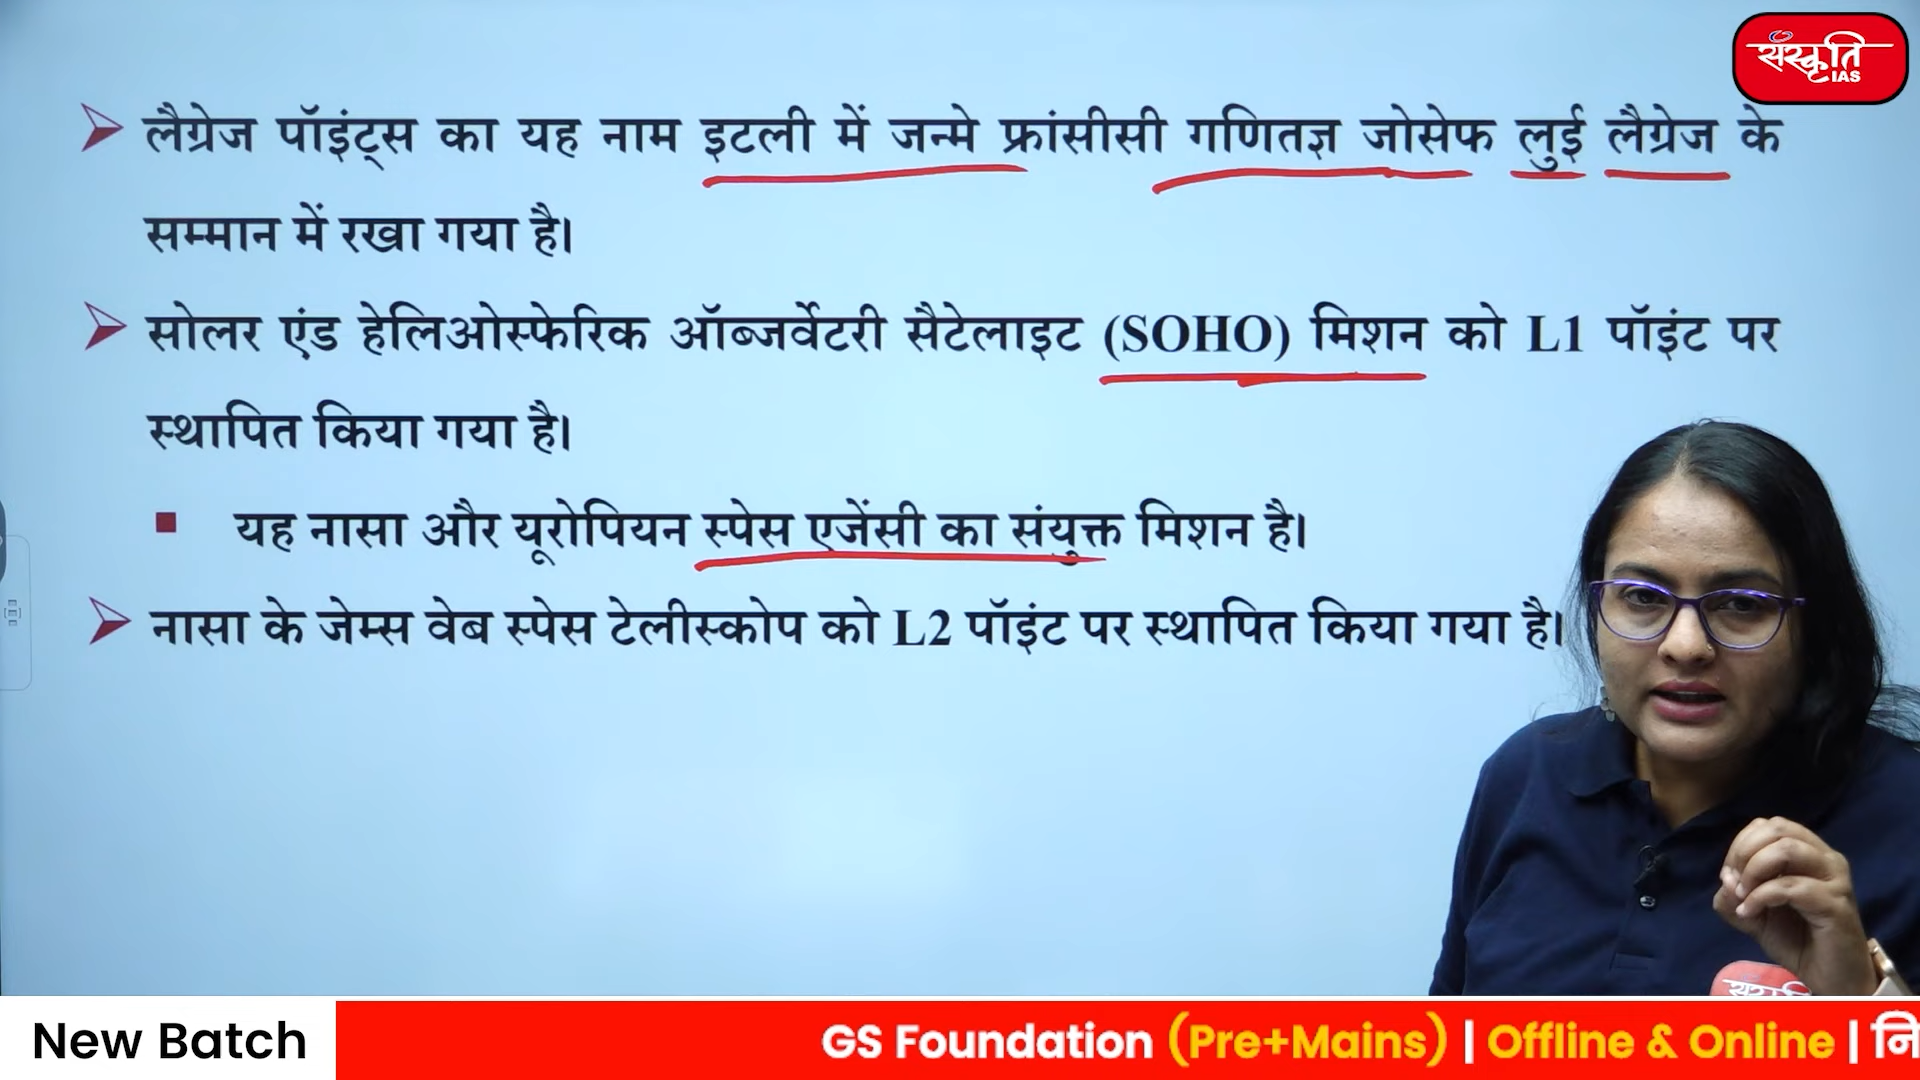 संस्कृति
IAS
लैग्रेज पॉइंट्स का यह नाम इटली में जन्मे फ्रांसीसी गणितज्ञ जोसेफ लुई लैग्रेज के
सम्मान में रखा गया है।
सोलर एंड हेलिओस्फेरिक ऑब्जर्वेटरी सैटेलाइट (SOHO) मिशन को L1 पॉइंट पर
स्थापित किया गया है।
यह नासा और यूरोपियन स्पेस एजेंसी का संयुक्त मिशन है।
नासा के जेम्स वेब स्पेस टेलीस्कोप को L2 पॉइंट पर स्थापित किया गया है।
New Batch GS Foundation (Pre+Mains) | Offline & Online |